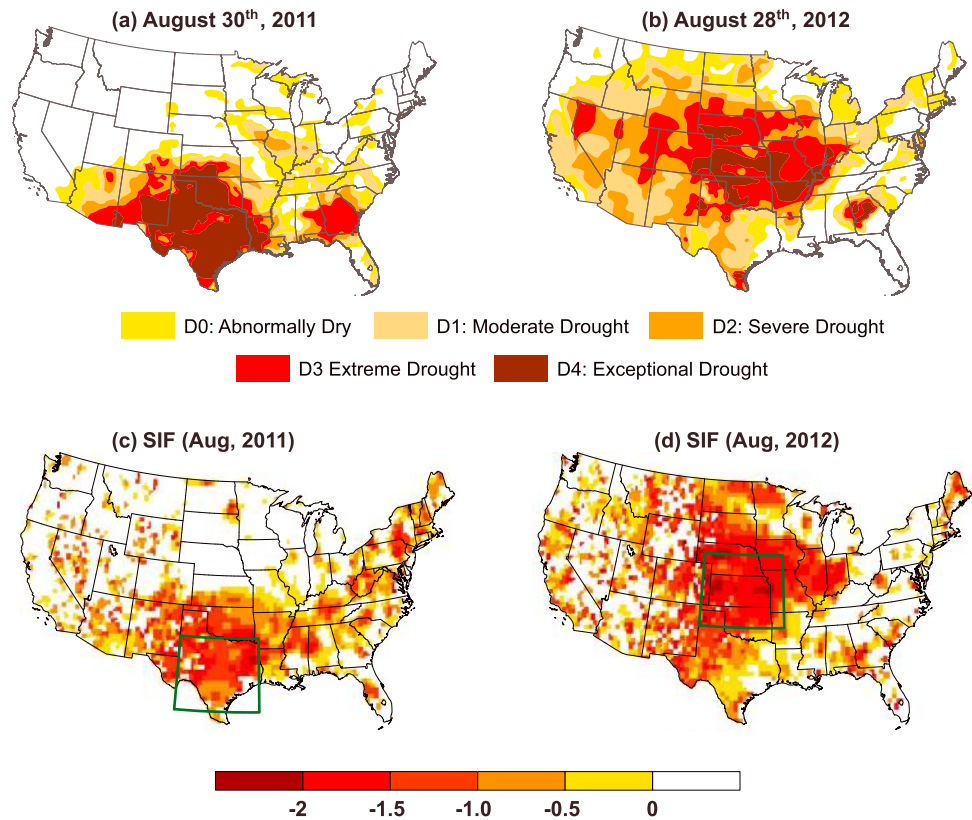 (a) August 30th, 2011
(b) August 28th, 2012
D0: Abnormally Dry
D1: Moderate Drought
D2: Severe Drought
D3 Extreme Drought
D4: Exceptional Drought
(c) SIF (Aug, 2011)
(d) SIF (Aug, 2012)
-2 -1.5 -1.0 -0.5 0